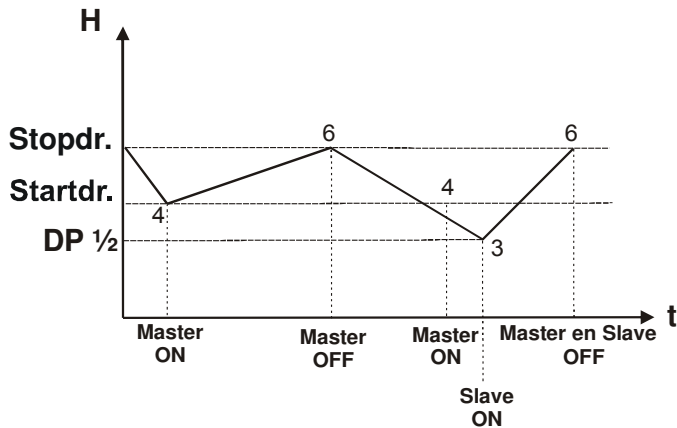 H
Stopdr.
6
6
Startdr.
4
4
DP ½
3
t
Master
ON
Master
OFF
Master
ON
Master en Slave
OFF
Slave
ON